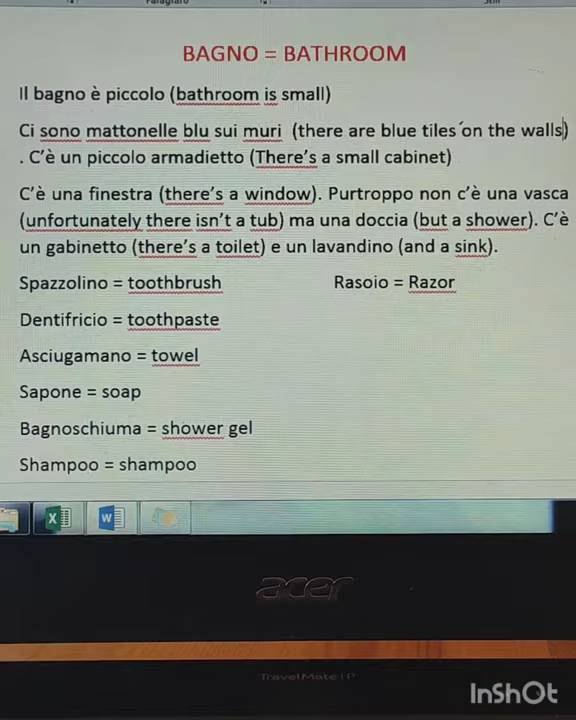 BAGNO = BATHROOM
Il bagno è piccolo (bathroom is small)
Ci sono mattonelle blu sui muri (there are blue tiles on the walls)
. C'è un piccolo armadietto (There's a small cabinet)
C'è una finestra (there's a window). Purtroppo non c'è una vasca
(unfortunately there isn't a tub) ma una doccia (but a shower). C'è
un gabinetto (there's a toilet) e un lavandino (and a sink).
Spazzolino = toothbrush Rasoio = Razor
Dentifricio = toothpaste
Asciugamano = towel
Sapone = soap
Bagnoschiuma = shower gel
Shampoo = shampoo
acer
TravelMate P
InShOt